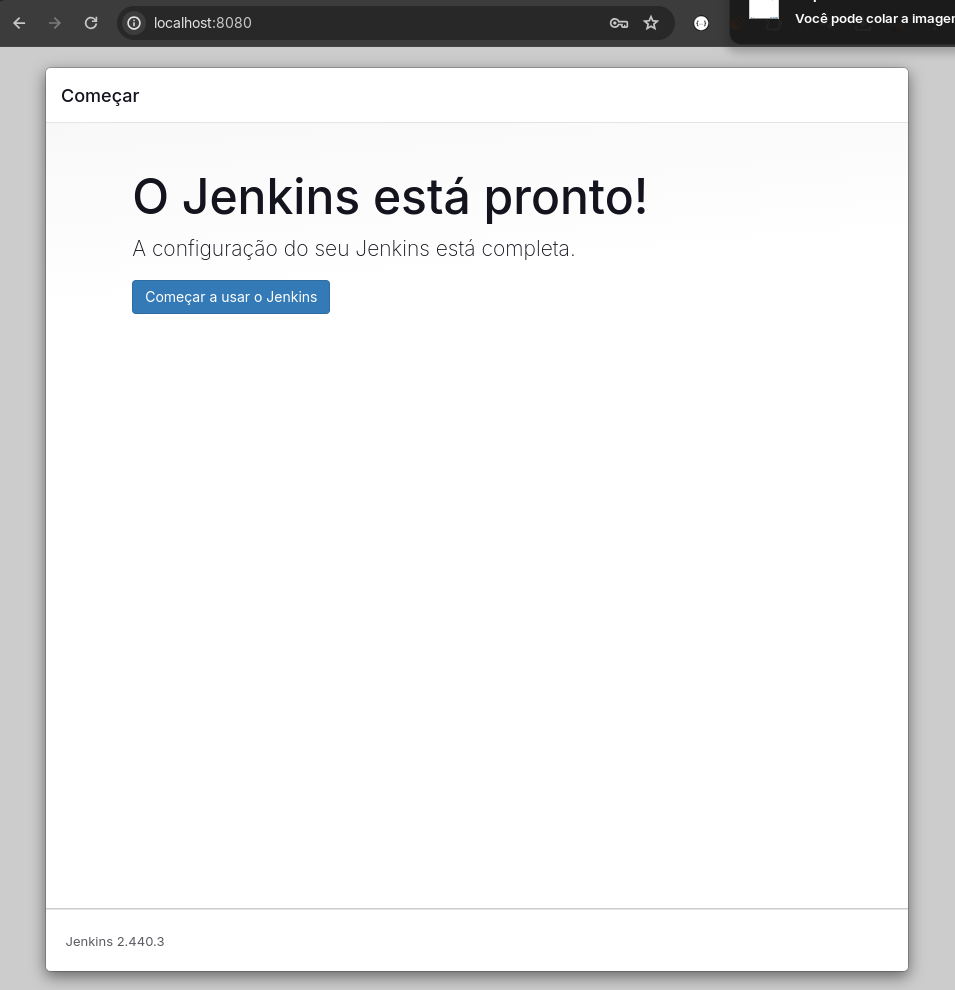 localhost:8080
Você pode colar a imagem
Começar
O Jenkins está pronto!
A configuração do seu Jenkins está completa.
Começar a usar o Jenkins
Jenkins 2.440.3